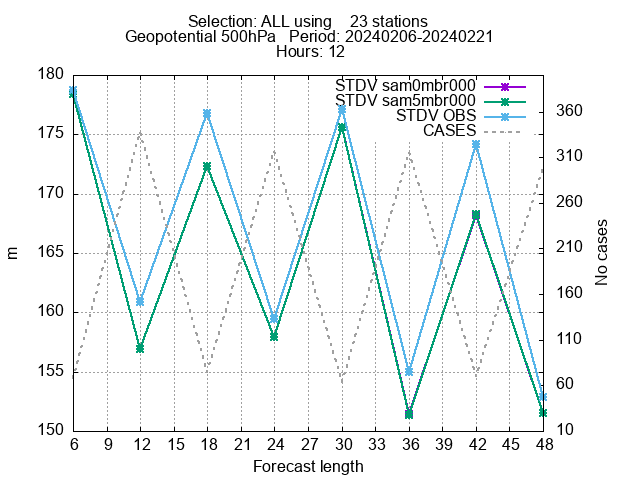 Selection: ALL using 23 stations
Geopotential 500hPa Period: 20240206-20240221
Hours: 12
STDV sam0mbr000
STDV sam5mbr000
STDV OBS
CASES
180
175
170
165
160
155
150
m
360
310
260
210
160
110
60
10
No cases
6 9 12 15 18 21 24 27 30 33 36 39 42 45 48
Forecast length